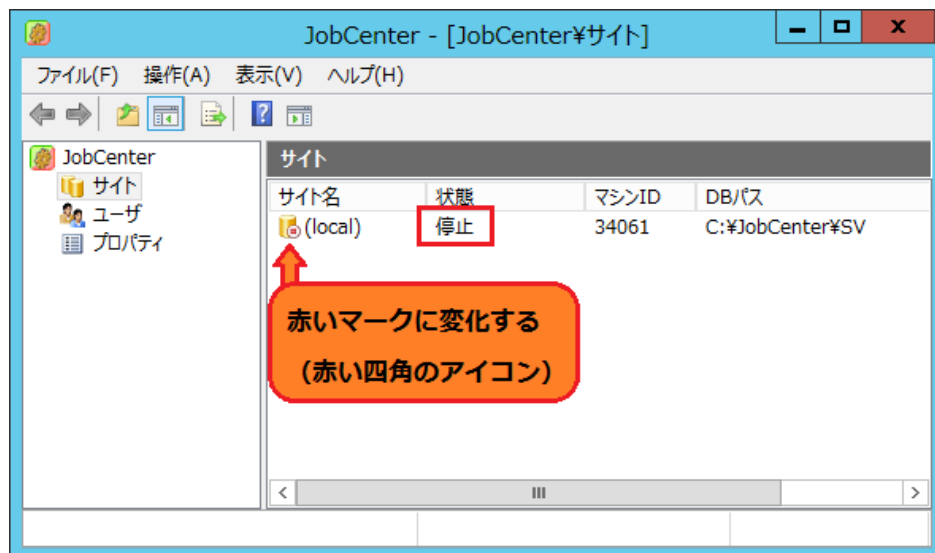 JobCenter - [JobCenter¥サイト]
ファイル(F) 操作(A) 表示(V) ヘルプ(H)
JobCenter
サイト
ユーザ
プロパティ
サイト
サイト名 状態 マシンID DBパス
(local) 停止 34061 C:¥JobCenter¥SV
赤いマークに変化する
（赤い四角のアイコン）